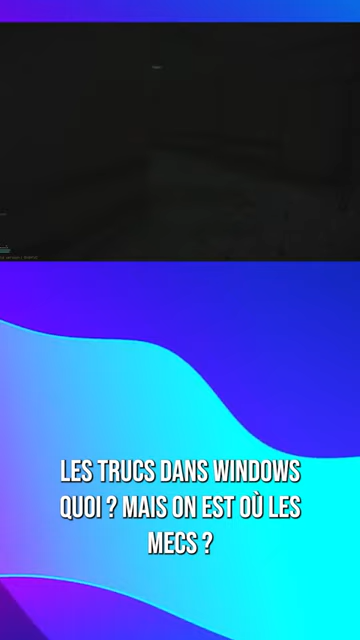 LES TRUCS DANS WINDOWS
QUOI ? MAIS ON EST OÙ LES
MECS ?